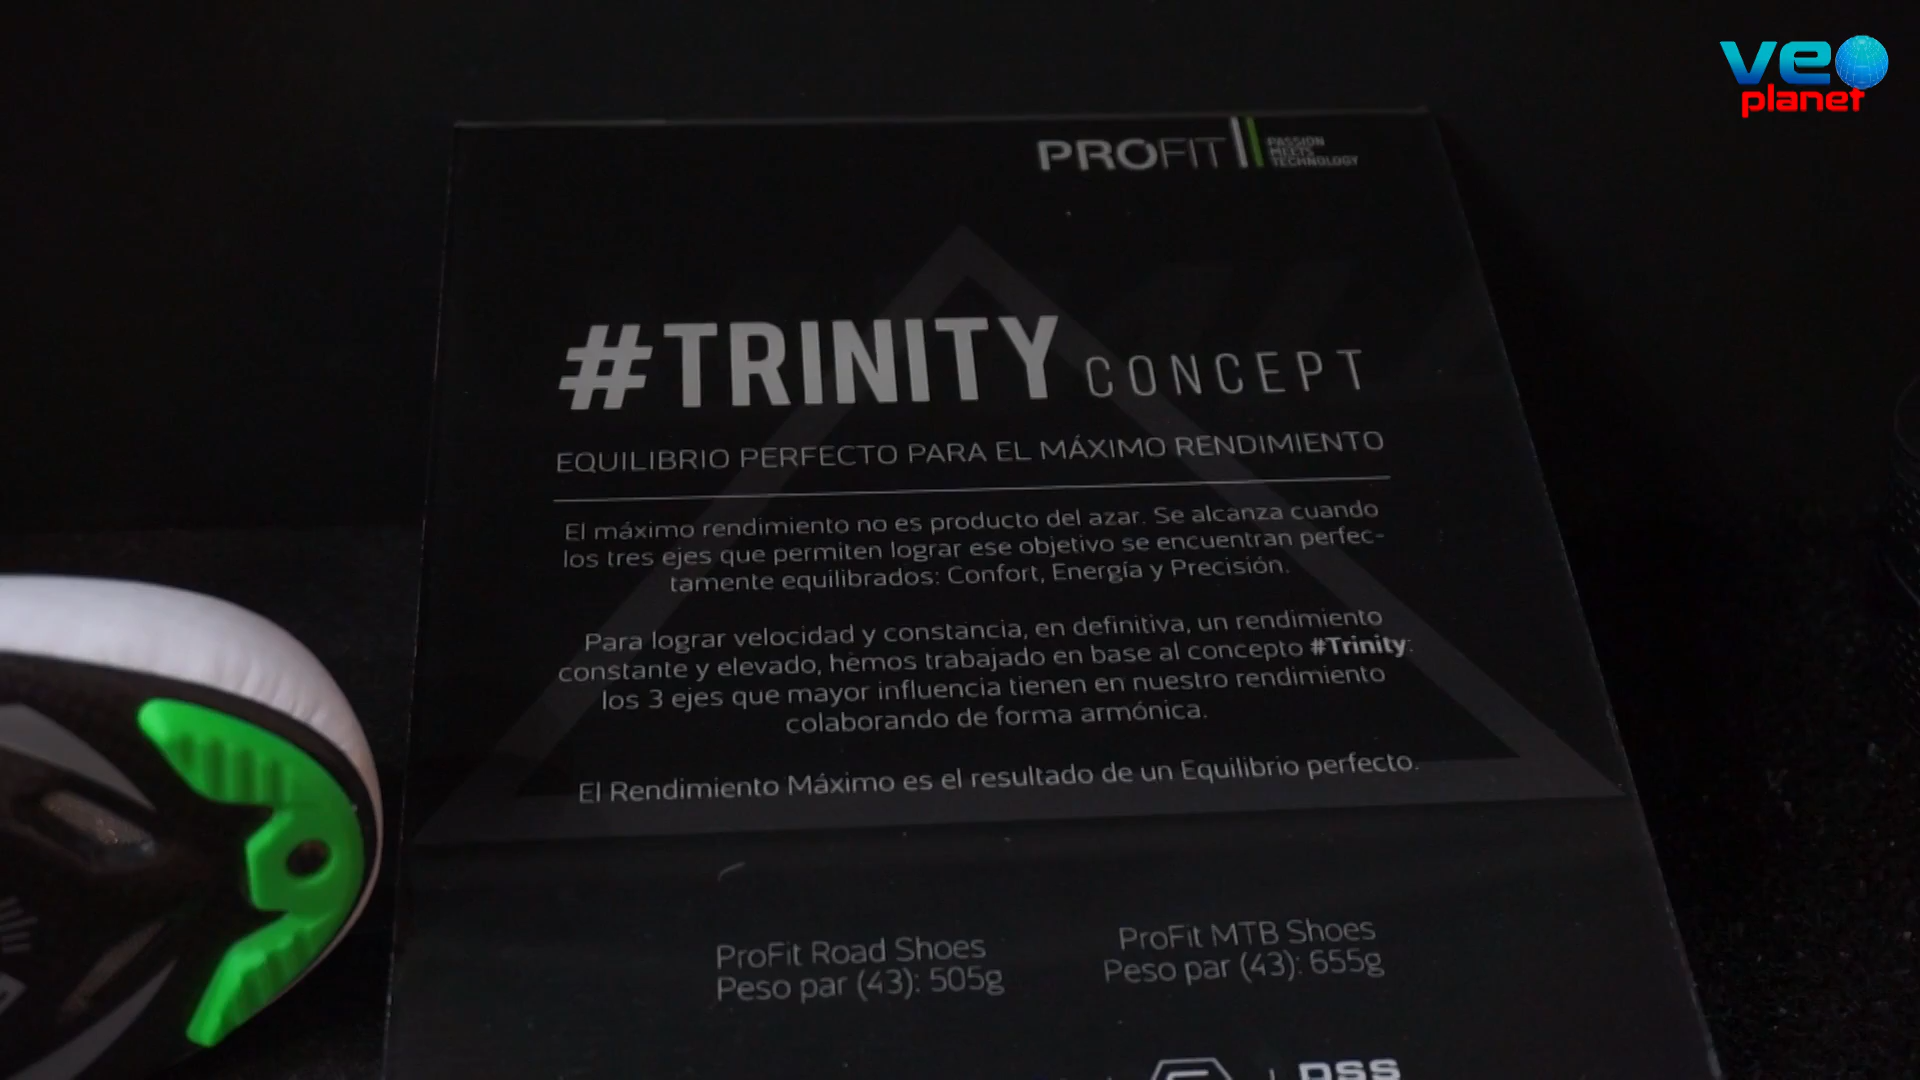 veo
planet
PROFIT
PASSION
MEETS
TECHNOLOGY
#TRINITY CONCEPT
EQUILIBRIO PERFECTO PARA EL MÁXIMO RENDIMIENTO
El máximo rendimiento no es producto del azar. Se alcanza cuando
los tres ejes que permiten lograr ese objetivo se encuentran perfec-
tamente equilibrados: Confort, Energía y Precisión.
Para lograr velocidad y constancia, en definitiva, un rendimiento
constante y elevado, hemos trabajado en base al concepto #Trinity:
los 3 ejes que mayor influencia tienen en nuestro rendimiento
colaborando de forma armónica.
El Rendimiento Máximo es el resultado de un Equilibrio perfecto.
ProFit Road Shoes
Peso par (43): 505g
ProFit MTB Shoes
Peso par (43): 655g